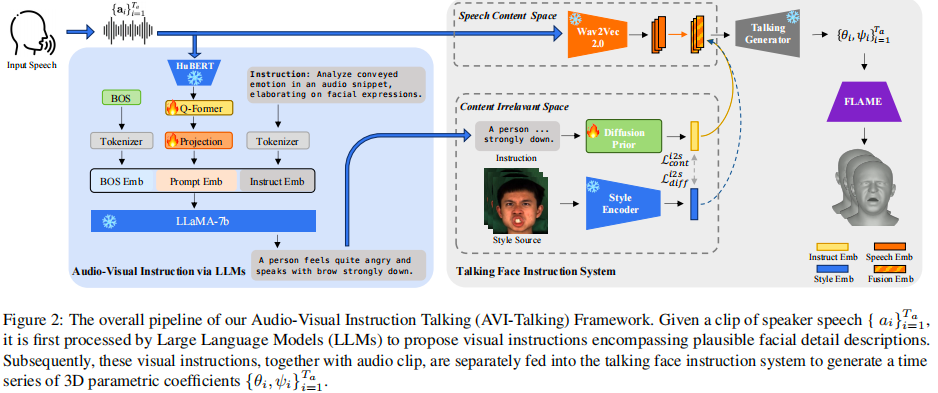 Input Speech
{a_i}_{i=1}^{T_a}
HuBERT
BOS
Q-Former
Instruction: Analyze conveyed
emotion in an audio snippet,
elaborating on facial expressions.
Tokenizer
Projection
Tokenizer
BOS Emb
Prompt Emb
Instruct Emb
LLaMA-7b
A person feels quite angry and
speaks with brow strongly down.
Audio-Visual Instruction via LLMs
Speech Content Space
Wav2Vec
2.0
Talking
Generator
{θ_i, ψ_i}_{i=1}^{T_a}
FLAME
Content Irrelavant Space
A person ...
strongly down.
Instruction
Diffusion
Prior
L_{cont}^{i2s}
L_{diff}^{i2s}
Style
Encoder
Style Source
Talking Face Instruction System
Instruct Emb
Speech Emb
Style Emb
Fusion Emb
Figure 2: The overall pipeline of our Audio-Visual Instruction Talking (AVI-Talking) Framework. Given a clip of speaker speech { a_i}_{i=1}^{T_a},
it is first processed by Large Language Models (LLMs) to propose visual instructions encompassing plausible facial detail descriptions.
Subsequently, these visual instructions, together with audio clip, are separately fed into the talking face instruction system to generate a time
series of 3D parametric coefficients {θ_i, ψ_i}_{i=1}^{T_a}.